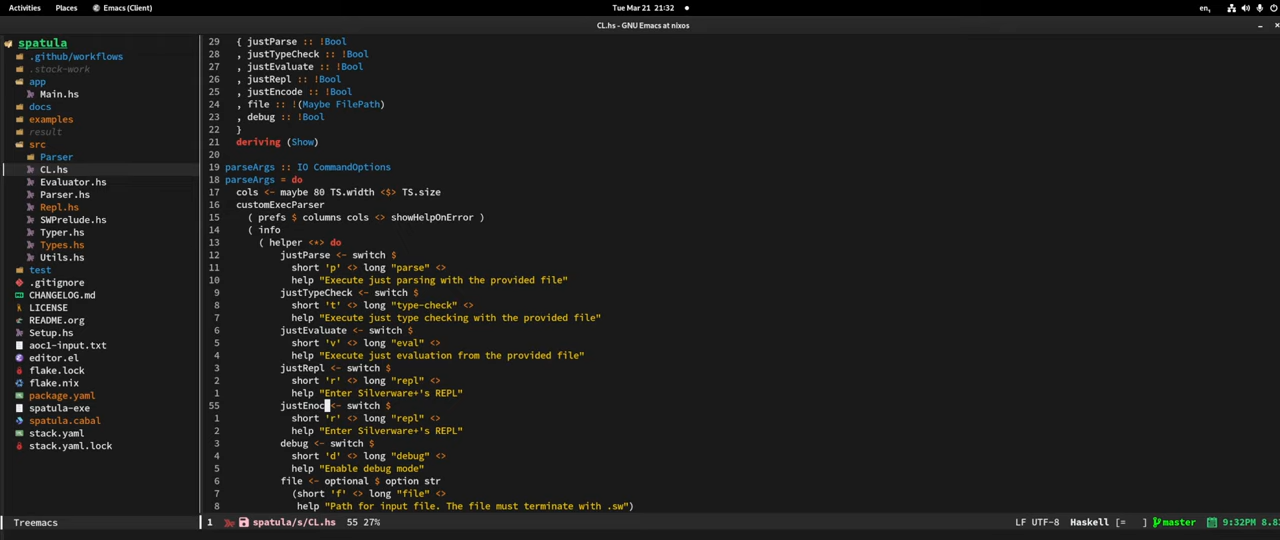 Activities Places Emacs (Client) Tue Mar 21 21:32 en,
CL.hs - GNU Emacs at nixos
spatula
.github/workflows
.stack-work
app
Main.hs
docs
examples
result
src
Parser
CL.hs
Evaluator.hs
Parser.hs
Repl.hs
SWPrelude.hs
Typer.hs
Types.hs
Utils.hs
test
.gitignore
CHANGELOG.md
LICENSE
README.org
Setup.hs
aoc1-input.txt
editor.el
flake.lock
flake.nix
package.yaml
spatula-exe
spatula.cabal
stack.yaml
stack.yaml.lock
29 { justParse :: !Bool
28 , justTypeCheck :: !Bool
27 , justEvaluate :: !Bool
26 , justRepl :: !Bool
25 , justEncode :: !Bool
24 , file :: !(Maybe FilePath)
23 , debug :: !Bool
22 }
21 deriving (Show)
20
19 parseArgs :: IO CommandOptions
18 parseArgs = do
17 cols <- maybe 80 TS.width <$> TS.size
16 customExecParser
15 ( prefs $ columns cols <> showHelpOnError )
14 ( info
13 ( helper <*> do
12 justParse <- switch $
11 short 'p' <> long "parse" <>
10 help "Execute just parsing with the provided file"
9 justTypeCheck <- switch $
8 short 't' <> long "type-check" <>
7 help "Execute just type checking with the provided file"
6 justEvaluate <- switch $
5 short 'v' <> long "eval" <>
4 help "Execute just evaluation from the provided file"
3 justRepl <- switch $
2 short 'r' <> long "repl" <>
1 help "Enter Silverware+'s REPL"
55 justEnoc <- switch $
1 short 'r' <> long "repl" <>
2 help "Enter Silverware+'s REPL"
3 debug <- switch $
4 short 'd' <> long "debug" <>
5 help "Enable debug mode"
6 file <- optional $ option str
7 (short 'f' <> long "file" <>
8 help "Path for input file. The file must terminate with .sw")
Treemacs
1 spatula/s/CL.hs 55 27% LF UTF-8 Haskell [= ] master 9:32PM 8.8